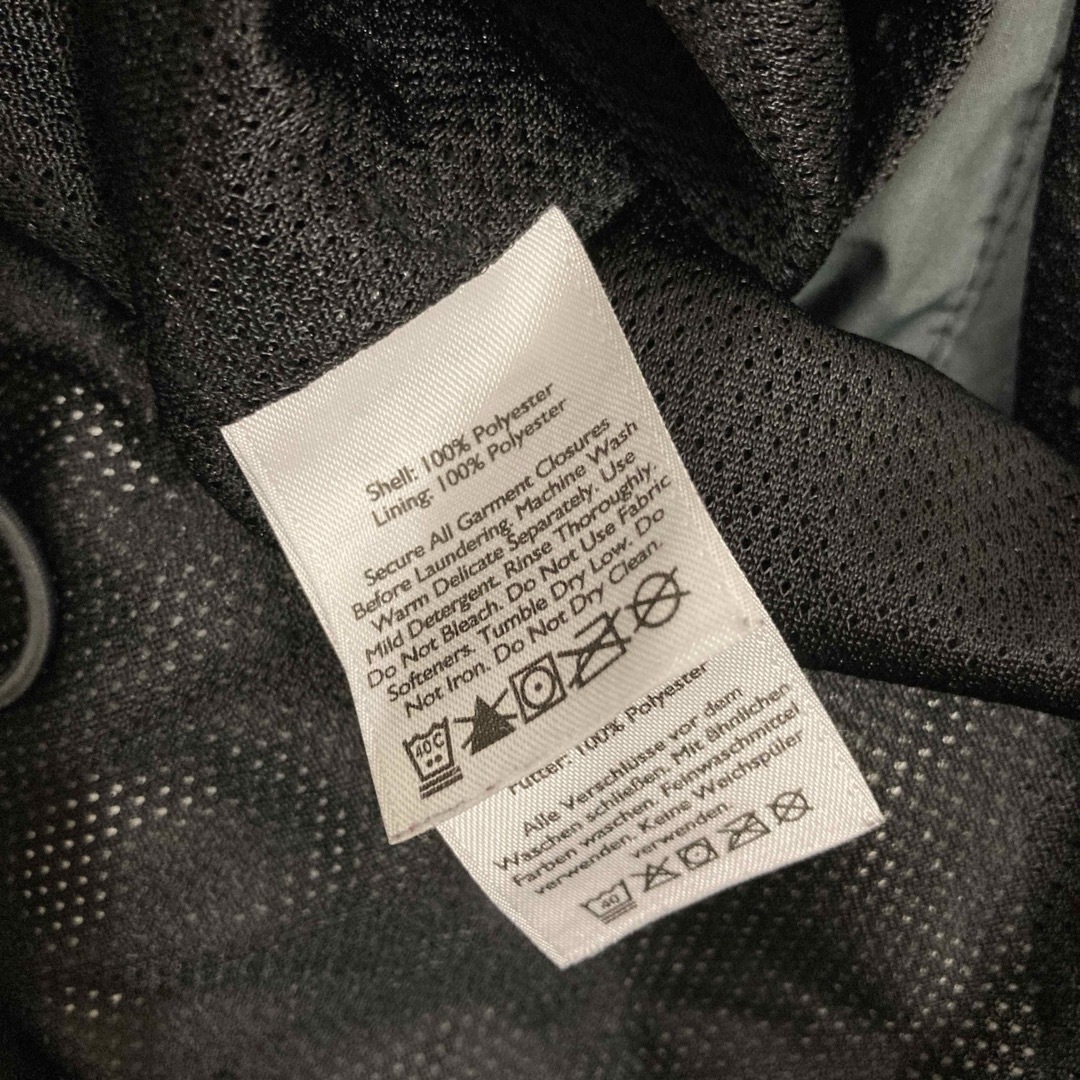 Shell: 100% Polyester
Lining: 100% Polyester
Secure All Garment Closures
Before Laundering. Machine Wash
Warm Delicate Separately. Use
Mild Detergent. Rinse Thoroughly.
Do Not Bleach. Do Not Use Fabric
Softeners. Tumble Dry Low. Do
Not Iron. Do Not Dry Clean.
40C
Futter: 100% Polyester
Alle Verschlüsse vor dem
Waschen schließen. Mit ähnlichen
Farben waschen. Feinwaschmittel
verwenden. Keine Weichspüler
verwenden.
40